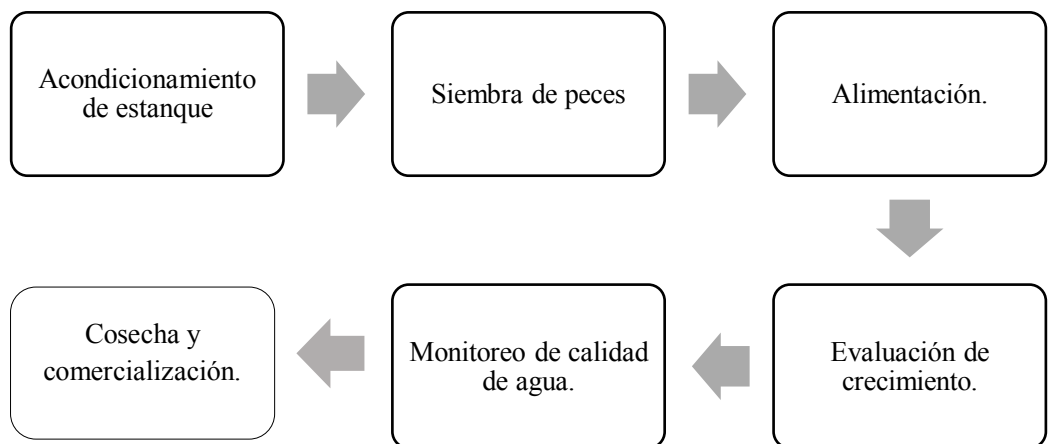 Acondicionamiento
de estanque
Siembra de peces
Alimentación.
Evaluación de
crecimiento.
Monitoreo de calidad
de agua.
Cosecha y
comercialización.